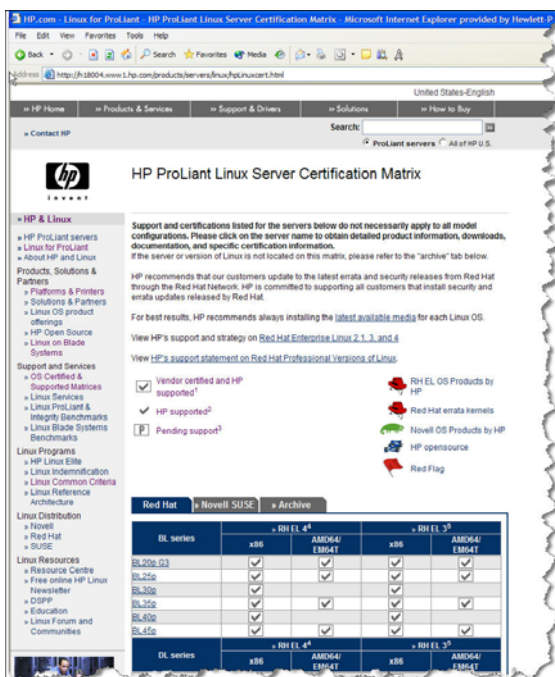 HP.com - Linux for ProLiant - HP ProLiant Linux Server Certification Matrix - Microsoft Internet Explorer provided by Hewlett-P
File Edit View Favorites Tools Help
Back Search Favorites Media
Address http://h18004.www1.hp.com/products/servers/linux/hplinuxcert.html
United States-English
» HP Home » Products & Services » Support & Drivers » Solutions » How to Buy
» Contact HP
Search:
ProLiant servers All of HP U.S.
hp
invent
HP ProLiant Linux Server Certification Matrix
» HP & Linux
» HP ProLiant servers
» Linux for ProLiant
» About HP and Linux
Products, Solutions &
Partners
» Platforms & Printers
» Solutions & Partners
» Linux OS product
offerings
» HP Open Source
» Linux on Blade
Systems
Support and Services
» OS Certified &
Supported Matrices
» Linux Services
» Linux ProLiant &
Integrity Benchmarks
» Linux Blade Systems
Benchmarks
Linux Programs
» HP Linux Elite
» Linux Indemnification
» Linux Common Criteria
» Linux Reference
Architecture
Linux Distribution
» Novell
» Red Hat
» SUSE
Linux Resources
» Resource Centre
» Free online HP Linux
Newsletter
» DSPP
» Education
» Linux Forum and
Communities
Support and certifications listed for the servers below do not necessarily apply to all model
configurations. Please click on the server name to obtain detailed product information, downloads,
documentation, and specific certification information.
If the server or version of Linux is not located on this matrix, please refer to the "archive" tab below.
HP recommends that our customers update to the latest errata and security releases from Red Hat
through the Red Hat Network. HP is committed to supporting all customers that install security and
errata updates released by Red Hat.
For best results, HP recommends always installing the latest available media for each Linux OS.
View HP's support and strategy on Red Hat Enterprise Linux 2.1, 3, and 4
View HP's support statement on Red Hat Professional Versions of Linux.
Vendor certified and HP
supported1
HP supported2
P Pending support3
RH EL OS Products by
HP
Red Hat errata kernels
Novell OS Products by HP
HP opensource
Red Flag
Red Hat » Novell SUSE » Archive
BL series » RH EL 4⁴ » RH EL 3⁵
x86 AMD64/ EM64T x86 AMD64/ EM64T
BL20p G3
BL25p
BL30p
BL35p
BL40p
BL45p
DL series » RH EL 4⁴ » RH EL 3⁵
x86 AMD64/ EM64T x86 AMD64/ EM64T